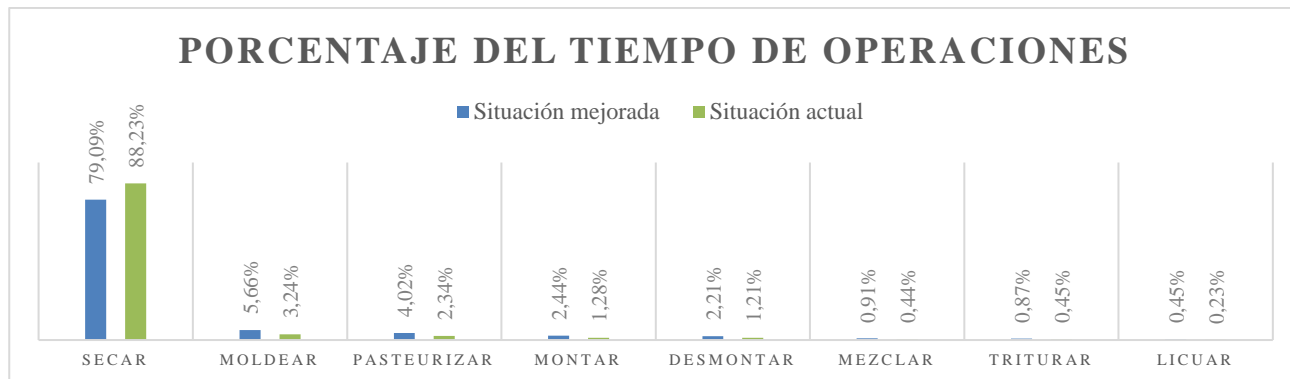 PORCENTAJE DEL TIEMPO DE OPERACIONES
Situación mejorada Situación actual
79,09% 88,23% 5,66% 3,24% 4,02% 2,34% 2,44% 1,28% 2,21% 1,21% 0,91% 0,44% 0,87% 0,45% 0,45% 0,23%
SECAR MOLDEAR PASTEURIZAR MONTAR DESMONTAR MEZCLAR TRITURAR LICUAR